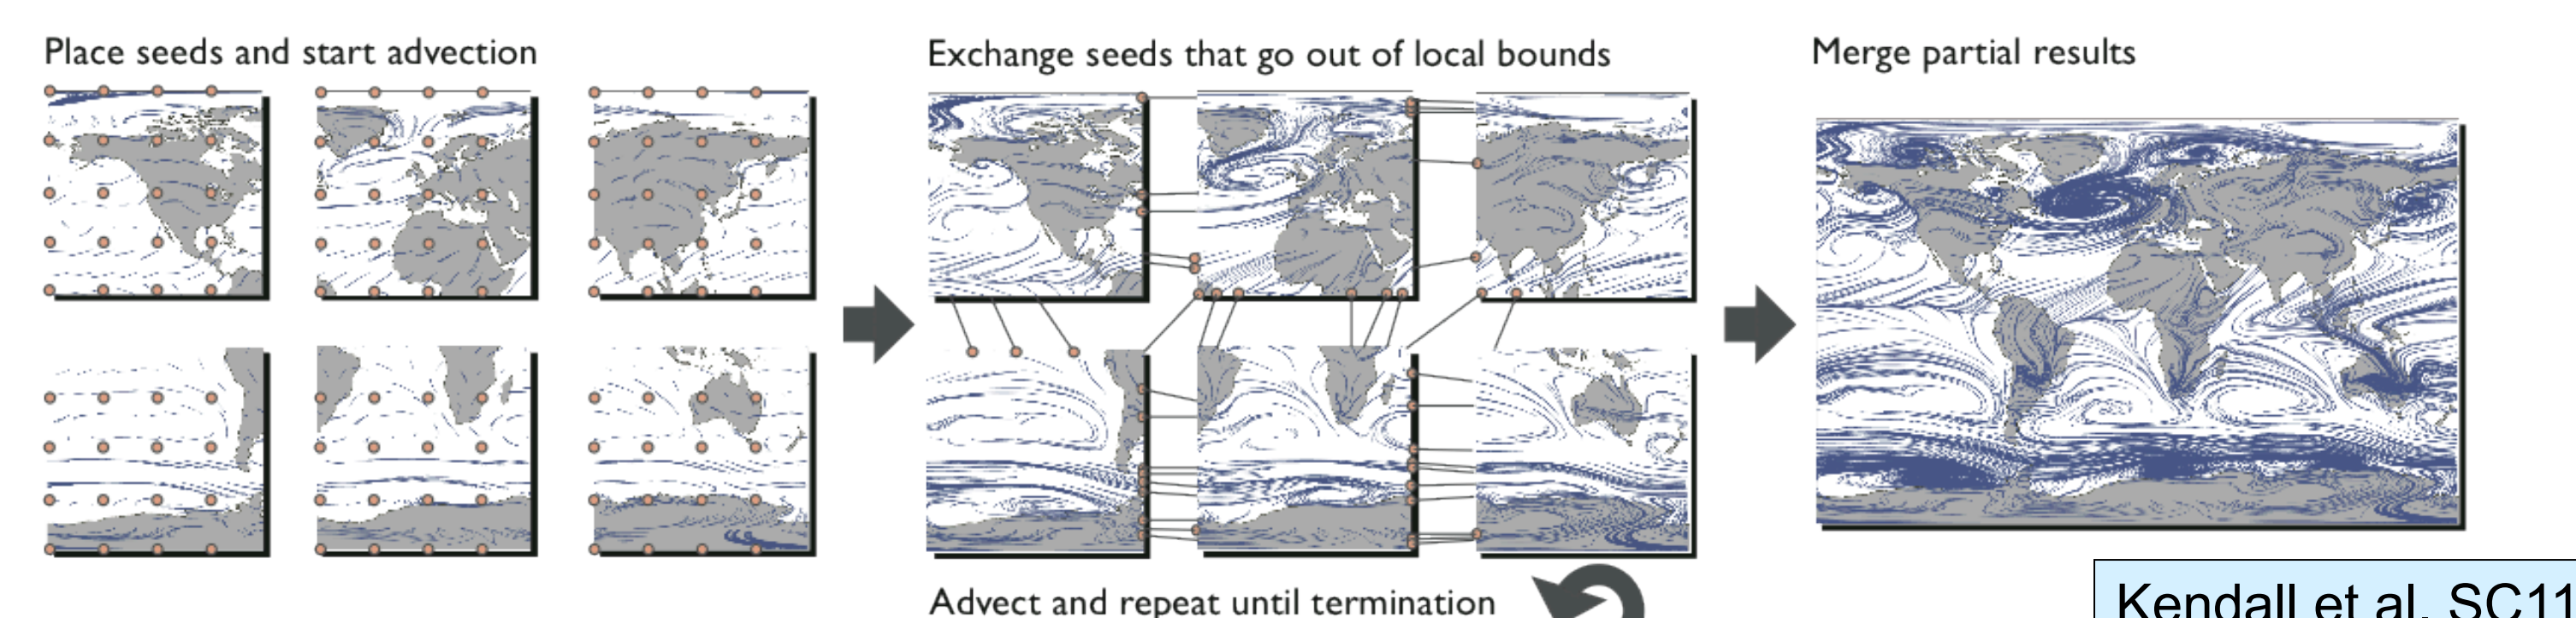 Place seeds and start advection
Exchange seeds that go out of local bounds
Merge partial results
Advect and repeat until termination
Kendall et al. SC11